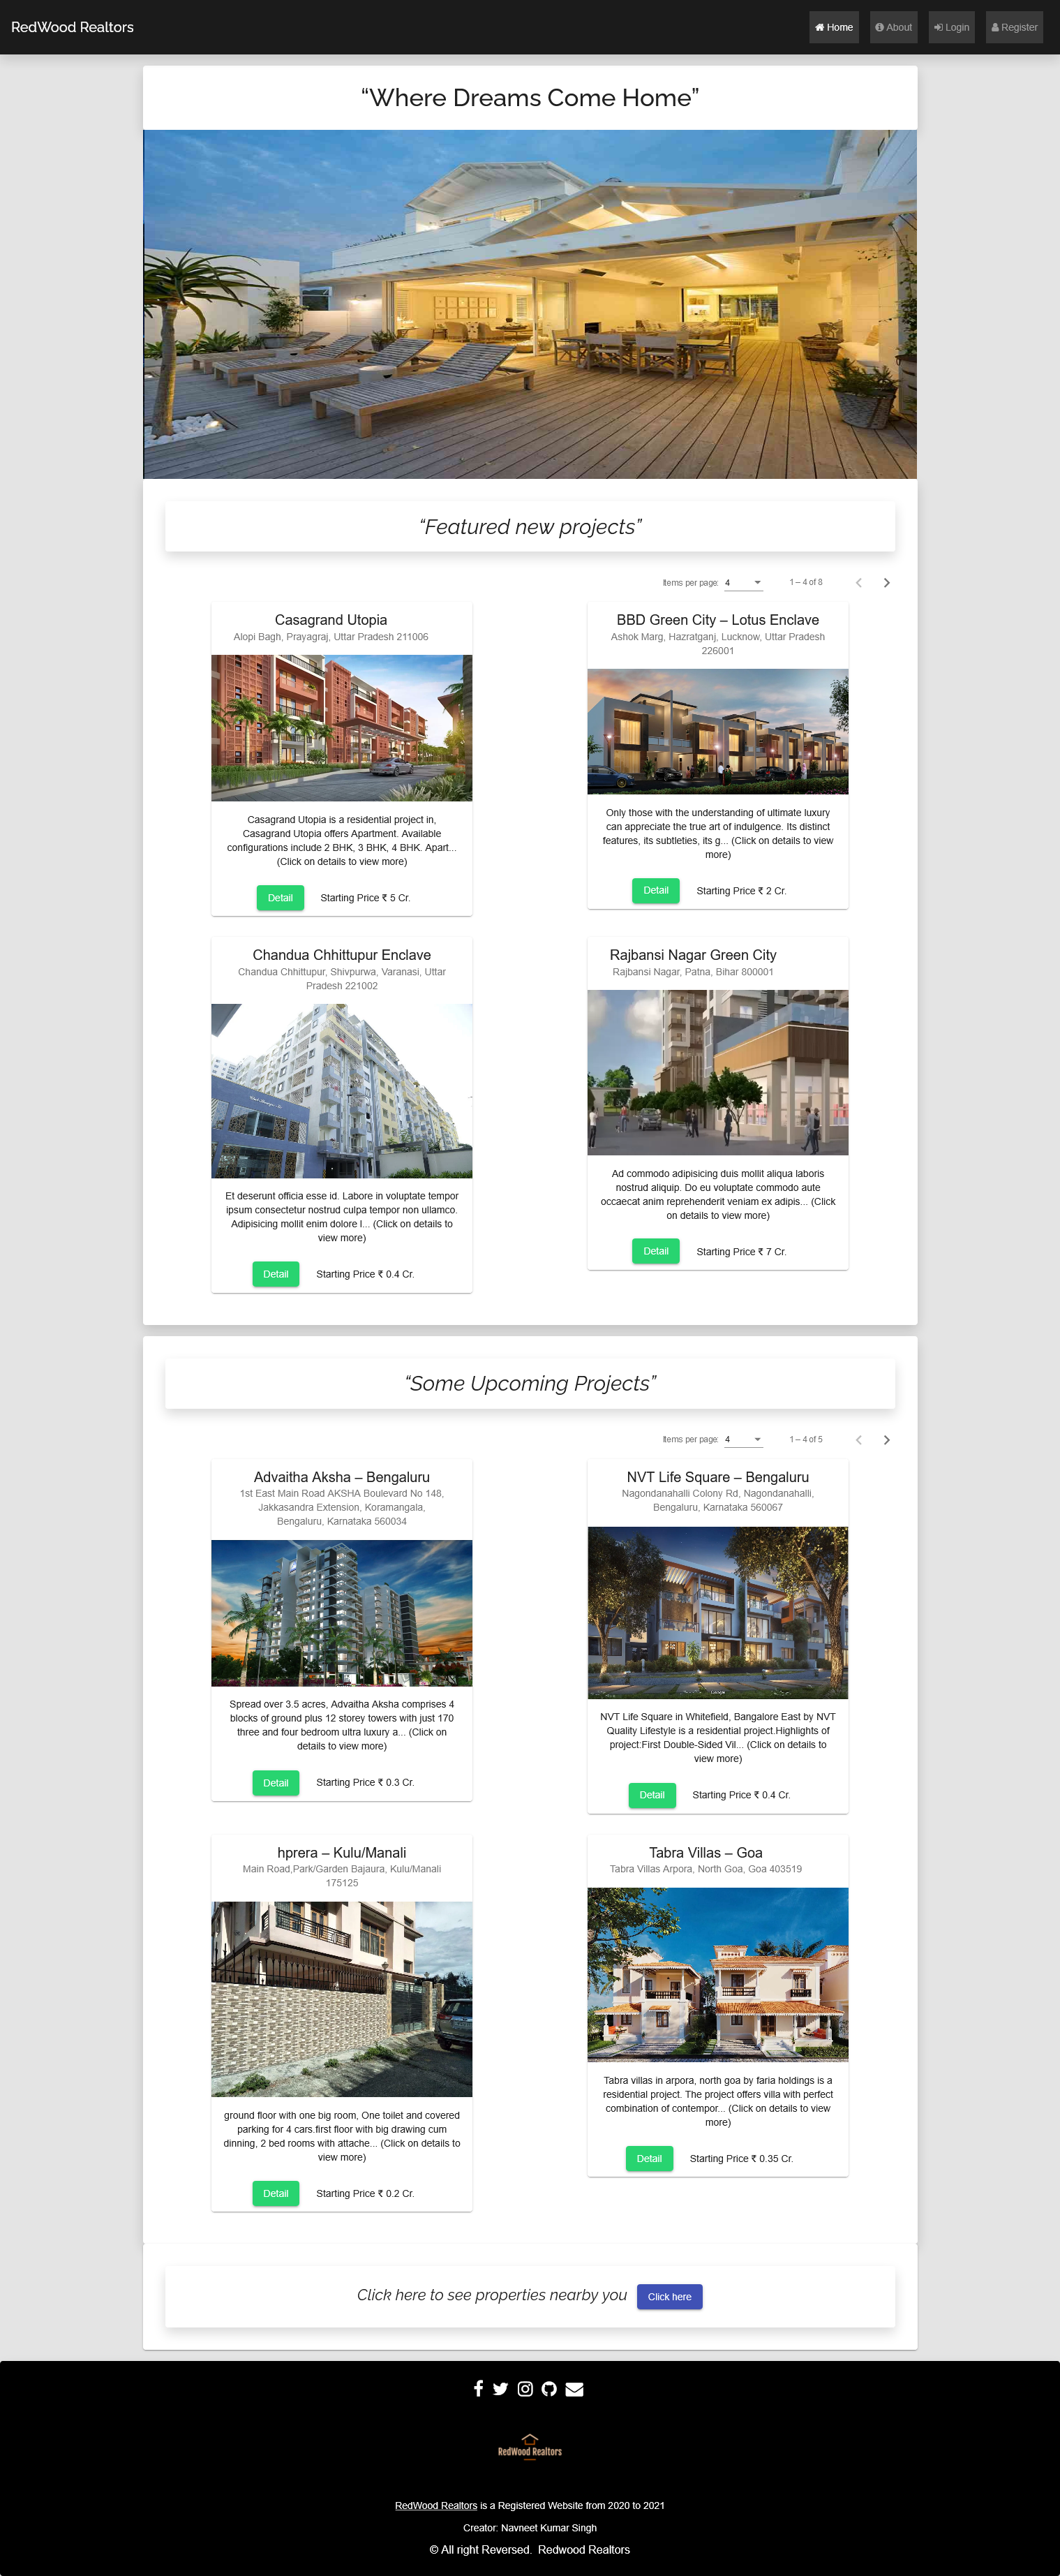 RedWood Realtors
Home
About
Login
Register
“Where Dreams Come Home”
“Featured new projects”
Items per page: 4 1 – 4 of 8
Casagrand Utopia
Alopi Bagh, Prayagraj, Uttar Pradesh 211006
Casagrand Utopia is a residential project in,
Casagrand Utopia offers Apartment. Available
configurations include 2 BHK, 3 BHK, 4 BHK. Apart...
(Click on details to view more)
Detail Starting Price ₹ 5 Cr.
BBD Green City – Lotus Enclave
Ashok Marg, Hazratganj, Lucknow, Uttar Pradesh
226001
Only those with the understanding of ultimate luxury
can appreciate the true art of indulgence. Its distinct
features, its subtleties, its g... (Click on details to view
more)
Detail Starting Price ₹ 2 Cr.
Chandua Chhittupur Enclave
Chandua Chhittupur, Shivpurwa, Varanasi, Uttar
Pradesh 221002
Et deserunt officia esse id. Labore in voluptate tempor
ipsum consectetur nostrud culpa tempor non ullamco.
Adipisicing mollit enim dolore l... (Click on details to
view more)
Detail Starting Price ₹ 0.4 Cr.
Rajbansi Nagar Green City
Rajbansi Nagar, Patna, Bihar 800001
Ad commodo adipisicing duis mollit aliqua laboris
nostrud aliquip. Do eu voluptate commodo aute
occaecat anim reprehenderit veniam ex adipis... (Click
on details to view more)
Detail Starting Price ₹ 7 Cr.
“Some Upcoming Projects”
Items per page: 4 1 – 4 of 5
Advaitha Aksha – Bengaluru
1st East Main Road AKSHA Boulevard No 148,
Jakkasandra Extension, Koramangala,
Bengaluru, Karnataka 560034
Spread over 3.5 acres, Advaitha Aksha comprises 4
blocks of ground plus 12 storey towers with just 170
three and four bedroom ultra luxury a... (Click on
details to view more)
Detail Starting Price ₹ 0.3 Cr.
NVT Life Square – Bengaluru
Nagondanahalli Colony Rd, Nagondanahalli,
Bengaluru, Karnataka 560067
Google
NVT Life Square in Whitefield, Bangalore East by NVT
Quality Lifestyle is a residential project.Highlights of
project:First Double-Sided Vil... (Click on details to
view more)
Detail Starting Price ₹ 0.4 Cr.
hprera – Kulu/Manali
Main Road,Park/Garden Bajaura, Kulu/Manali
175125
ground floor with one big room, One toilet and covered
parking for 4 cars.first floor with big drawing cum
dinning, 2 bed rooms with attache... (Click on details to
view more)
Detail Starting Price ₹ 0.2 Cr.
Tabra Villas – Goa
Tabra Villas Arpora, North Goa, Goa 403519
Tabra villas in arpora, north goa by faria holdings is a
residential project. The project offers villa with perfect
combination of contempor... (Click on details to view
more)
Detail Starting Price ₹ 0.35 Cr.
Click here to see properties nearby you Click here
RedWood Realtors
RedWood Realtors is a Registered Website from 2020 to 2021
Creator: Navneet Kumar Singh
© All right Reversed. Redwood Realtors